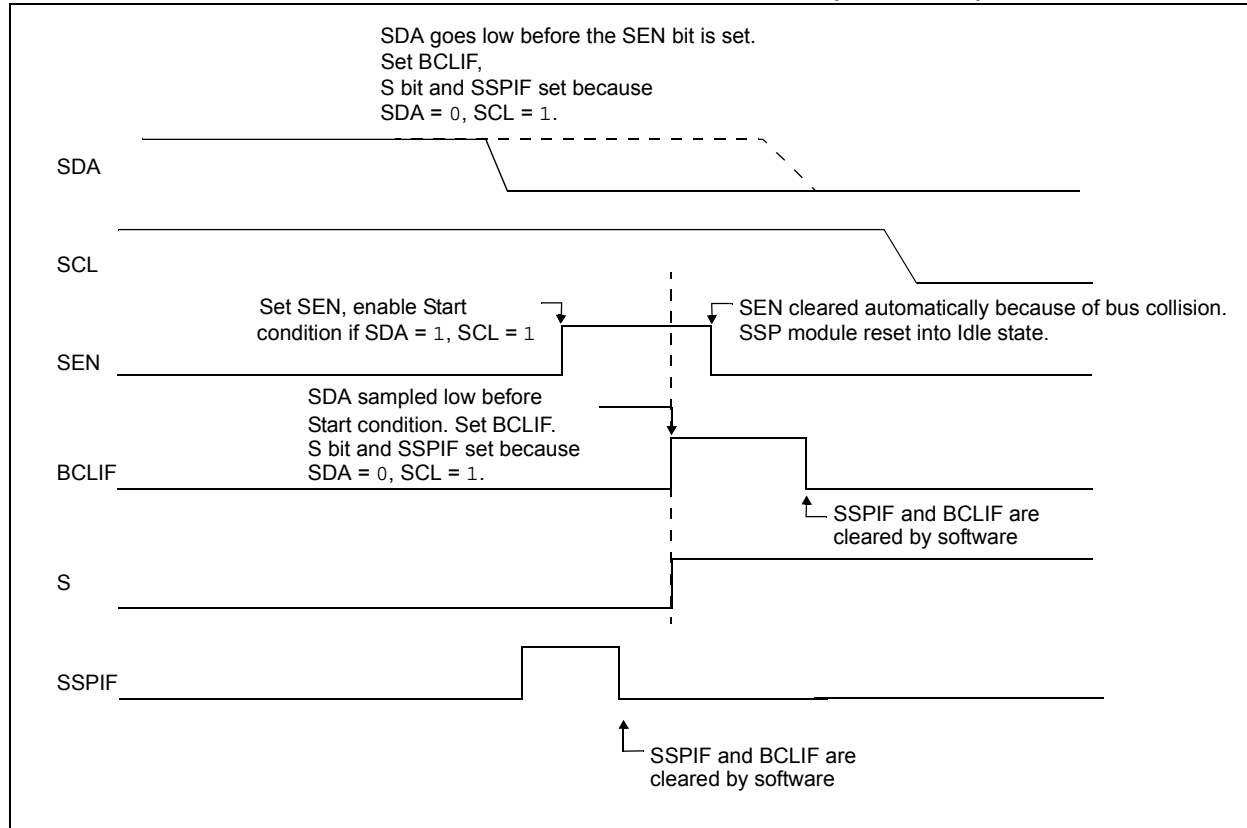 SDA goes low before the SEN bit is set.
Set BCLIF,
S bit and SSPIF set because
SDA = 0, SCL = 1.
SDA
SCL
Set SEN, enable Start
condition if SDA = 1, SCL = 1
SEN cleared automatically because of bus collision.
SSP module reset into Idle state.
SEN
SDA sampled low before
Start condition. Set BCLIF.
S bit and SSPIF set because
SDA = 0, SCL = 1.
BCLIF
SSPIF and BCLIF are
cleared by software
S
SSPIF
SSPIF and BCLIF are
cleared by software